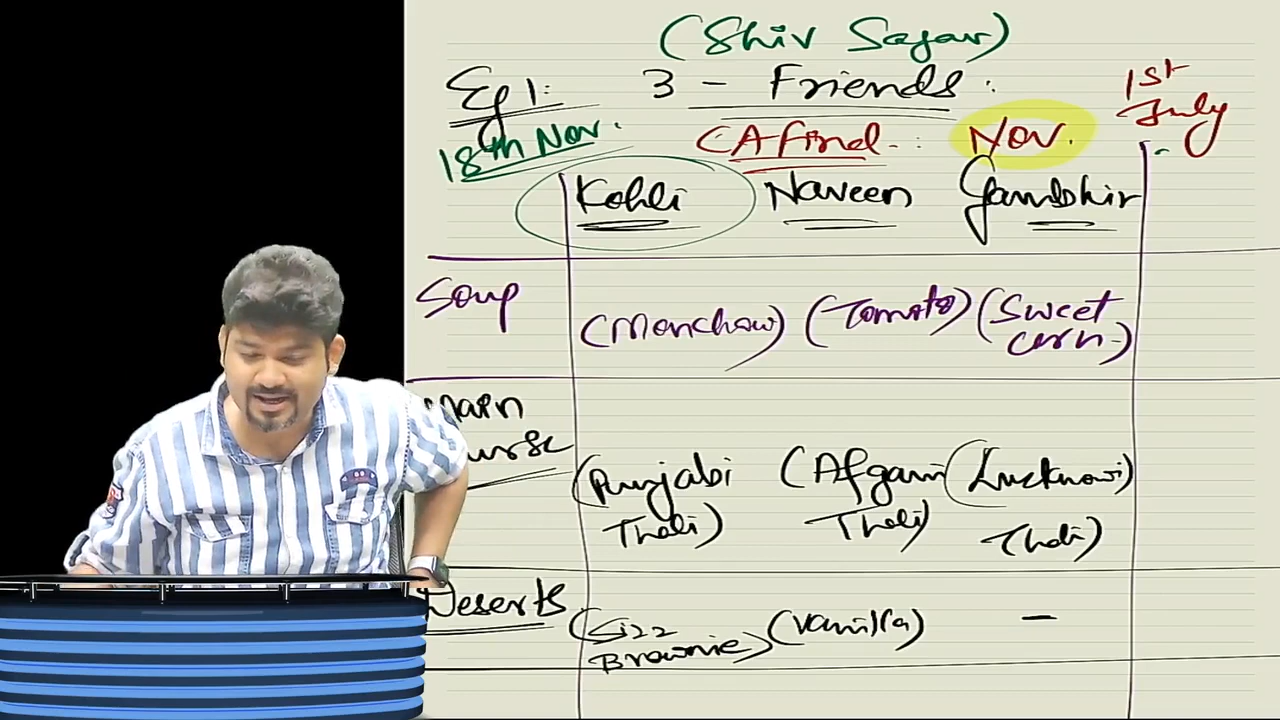 (Shiv Sagar)
Eg 1: 3 - Friends :
1st July
18th Nov. CA Final : Nov.
Kohli Naveen Gambhir
Soup (Manchow) (Tomato) (Sweet corn)
Main Course (Punjabi Thali) (Afgani Thali) (Lucknowi Thali)
Deserts (Sizz Brownie) (Vanilla) -